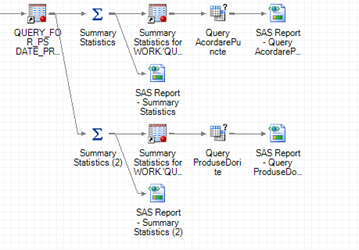 QUERY_FO
R_PS
DATE_PR...
Summary
Statistics
Summary
Statistics for
WORK.'QU...
Query
AcordarePu
ncte
SAS Report
- Query
AcordareP...
SAS Report
- Summary
Statistics
Summary
Statistics (2)
Summary
Statistics for
WORK.'QU...
Query
ProduseDori
te
SAS Report
- Query
ProduseDo...
SAS Report
- Summary
Statistics (2)